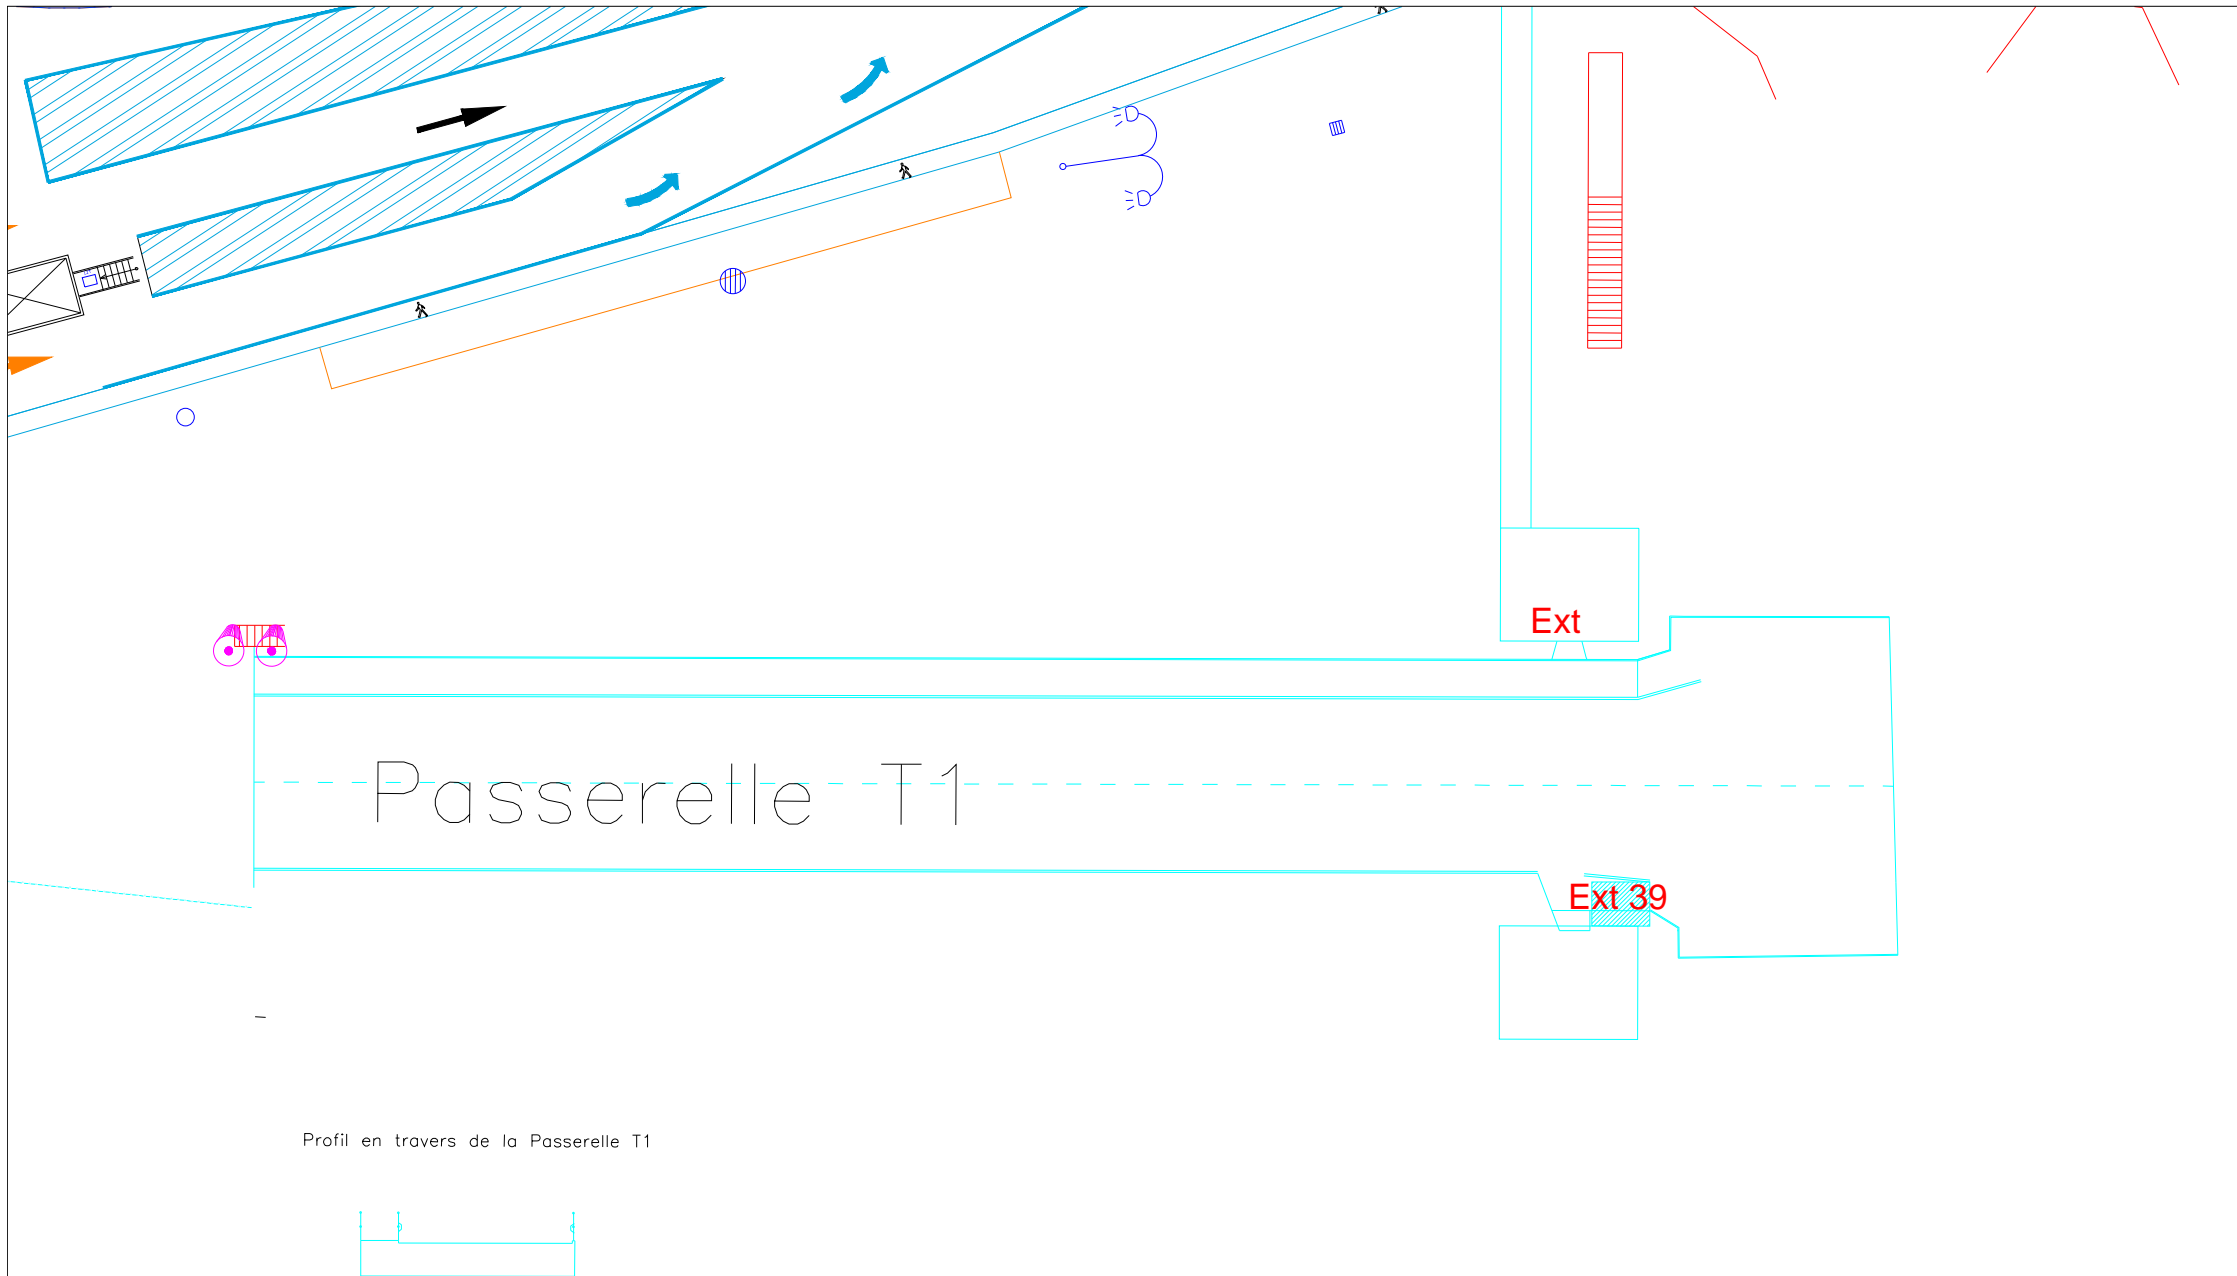 Ext
Passerelle T1
Ext 39
Profil en travers de la Passerelle T1